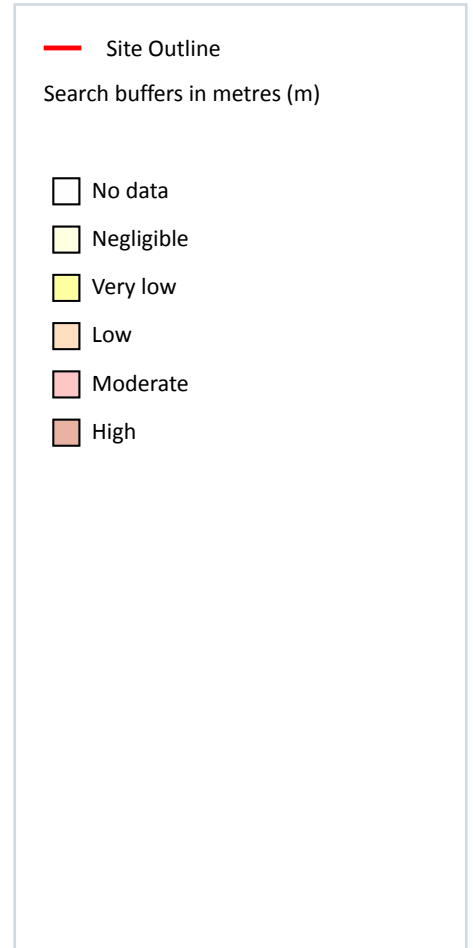 Site Outline
Search buffers in metres (m)
No data
Negligible
Very low
Low
Moderate
High